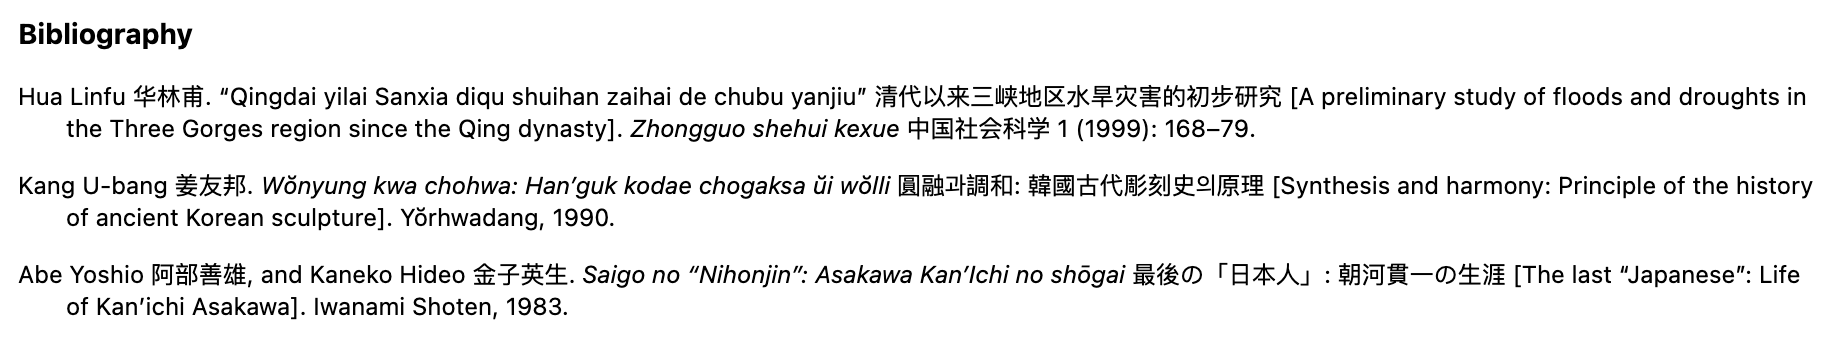 Bibliography
Hua Linfu 华林甫. “Qingdai yilai Sanxia diqu shuihan zaihai de chubu yanjiu” 清代以来三峡地区水旱灾害的初步研究 [A preliminary study of floods and droughts in
the Three Gorges region since the Qing dynasty]. Zhongguo shehui kexue 中国社会科学 1 (1999): 168–79.
Kang U-bang 姜友邦. Wŏnyung kwa chohwa: Han’guk kodae chogaksa ŭi wŏlli 圓融과調和: 韓國古代彫刻史의原理 [Synthesis and harmony: Principle of the history
of ancient Korean sculpture]. Yŏrhwadang, 1990.
Abe Yoshio 阿部善雄, and Kaneko Hideo 金子英生. Saigo no “Nihonjin”: Asakawa Kan’Ichi no shōgai 最後の「日本人」: 朝河貫一の生涯 [The last “Japanese”: Life
of Kan’ichi Asakawa]. Iwanami Shoten, 1983.